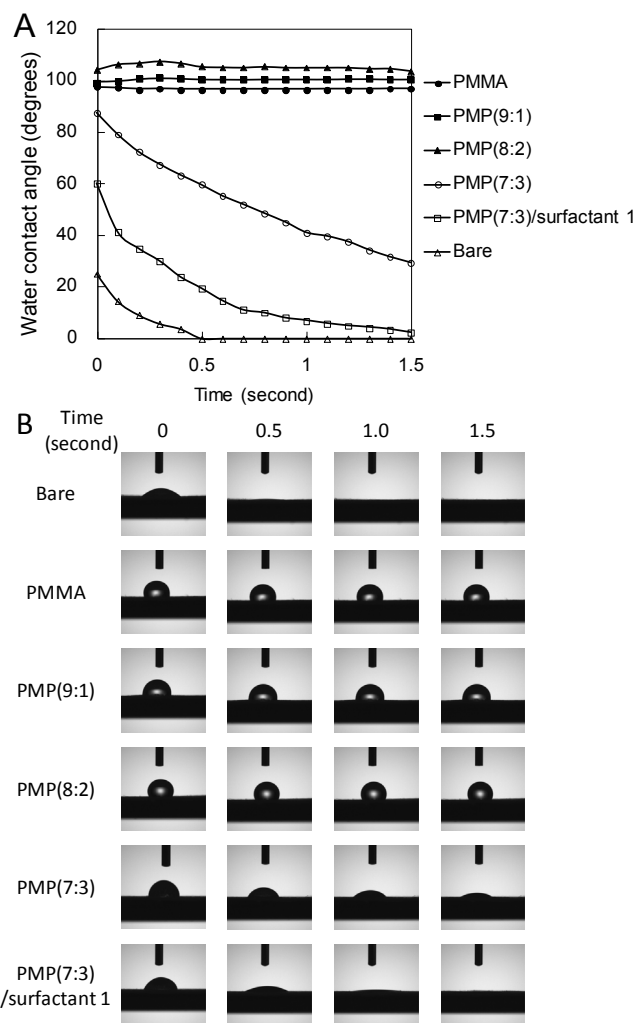 A
120
100
80
60
40
20
0
Water contact angle (degrees)
0 0.5 1 1.5
Time (second)
PMMA
PMP(9:1)
PMP(8:2)
PMP(7:3)
PMP(7:3)/surfactant 1
Bare
B
Time
(second)
0 0.5 1.0 1.5
Bare
PMMA
PMP(9:1)
PMP(8:2)
PMP(7:3)
PMP(7:3)
/surfactant 1